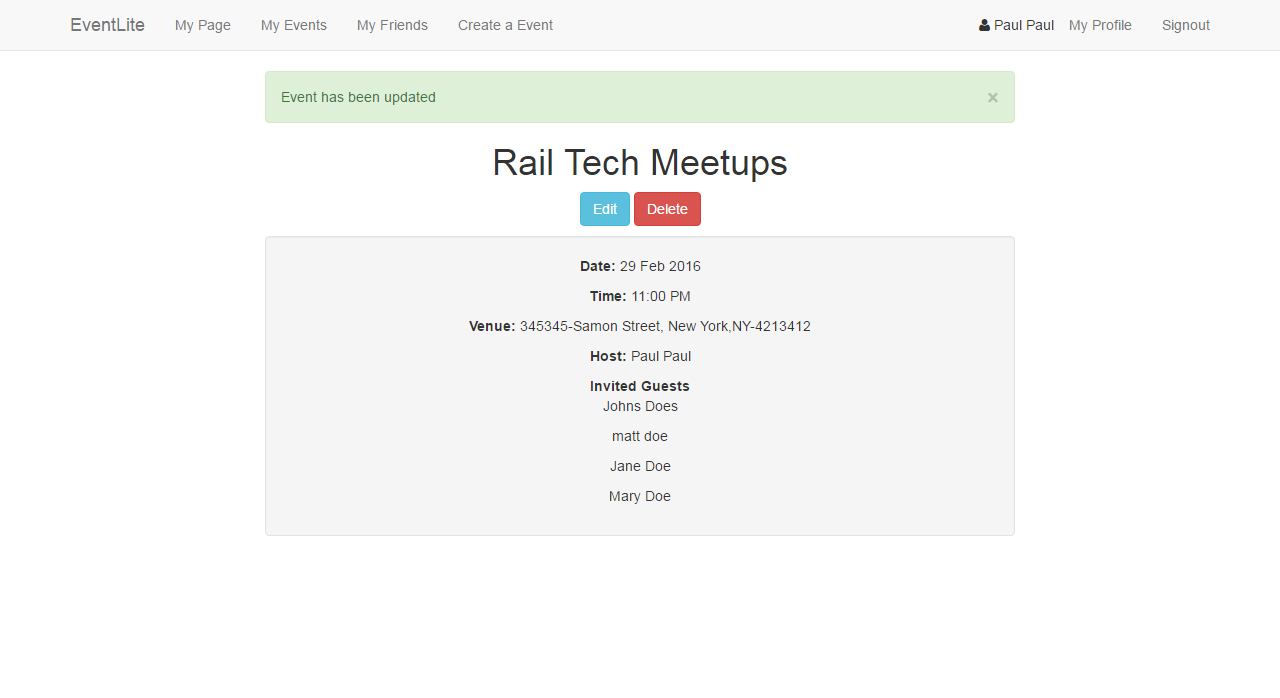 EventLite My Page My Events My Friends Create a Event Paul Paul My Profile Signout
Event has been updated ×
Rail Tech Meetups
Edit Delete
Date: 29 Feb 2016
Time: 11:00 PM
Venue: 345345-Samon Street, New York,NY-4213412
Host: Paul Paul
Invited Guests
Johns Does
matt doe
Jane Doe
Mary Doe